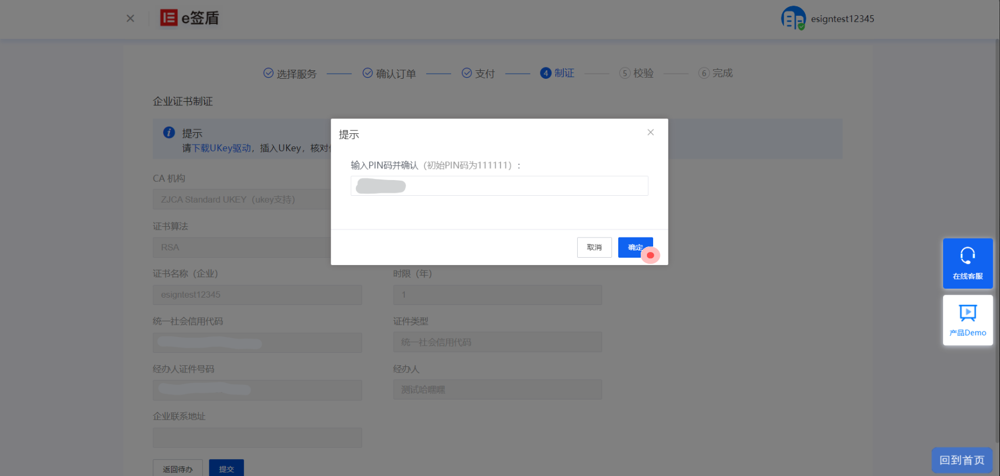 e签盾
esigntest12345
选择服务
确认订单
支付
4 制证
5 校验
6 完成
企业证书制证
提示
请下载UKey驱动，插入UKey，核对
CA 机构
ZJCA Standard UKEY（ukey支持）
证书算法
RSA
证书名称（企业）
esigntest12345
时限（年）
1
统一社会信用代码
证件类型
统一社会信用代码
经办人证件号码
经办人
测试哈嘿嘿
企业联系地址
返回待办
提交
提示
输入PIN码并确认（初始PIN码为111111）：
取消
确定
在线客服
产品Demo
回到首页